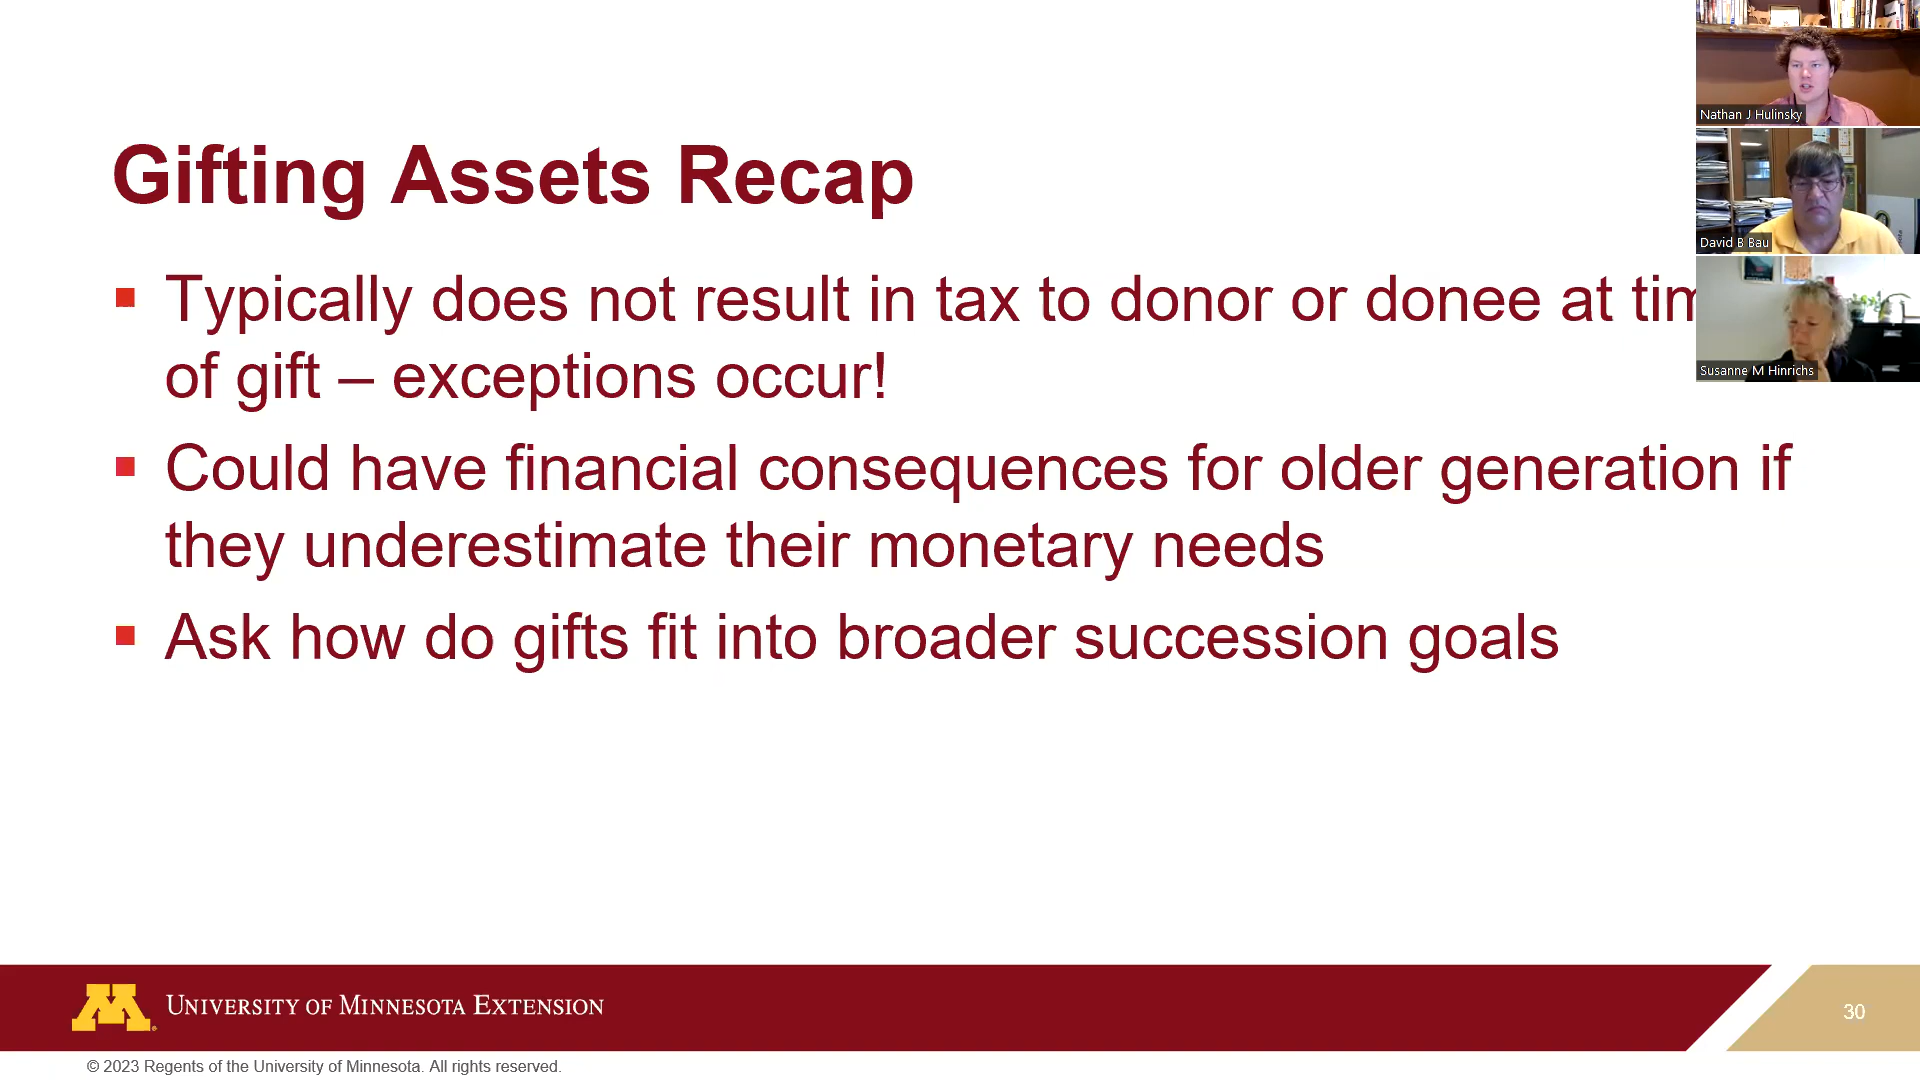 Gifting Assets Recap
Typically does not result in tax to donor or donee at tim
of gift – exceptions occur!
Could have financial consequences for older generation if
they underestimate their monetary needs
Ask how do gifts fit into broader succession goals
Nathan J Hulinsky
David B Bau
Susanne M Hinrichs
UNIVERSITY OF MINNESOTA EXTENSION
30
© 2023 Regents of the University of Minnesota. All rights reserved.